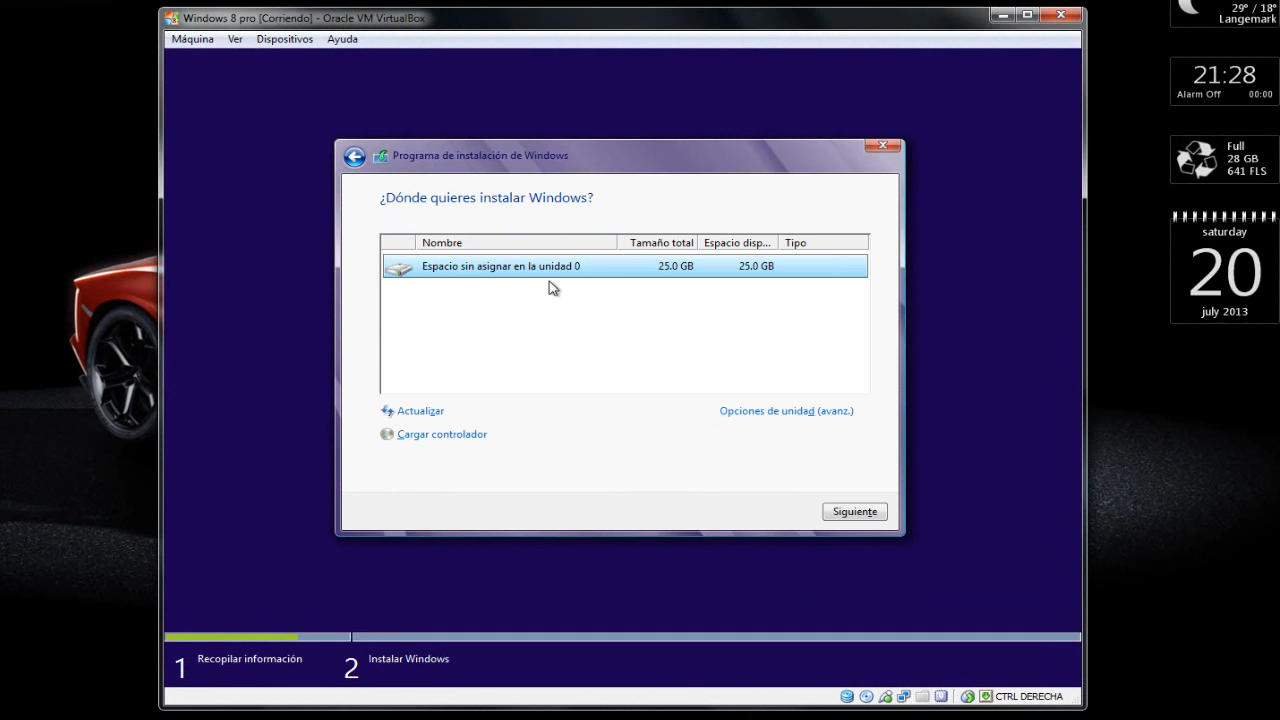 Windows 8 pro [Corriendo] - Oracle VM VirtualBox
Máquina Ver Dispositivos Ayuda
Programa de instalación de Windows
¿Dónde quieres instalar Windows?
Nombre Tamaño total Espacio disp... Tipo
Espacio sin asignar en la unidad 0 25.0 GB 25.0 GB
Actualizar
Opciones de unidad (avanz.)
Cargar controlador
Siguiente
1 Recopilar información 2 Instalar Windows
CTRL DERECHA
29° / 18°
Langemark
21:28
Alarm Off 00:00
Full
28 GB
641 FLS
saturday
20
july 2013